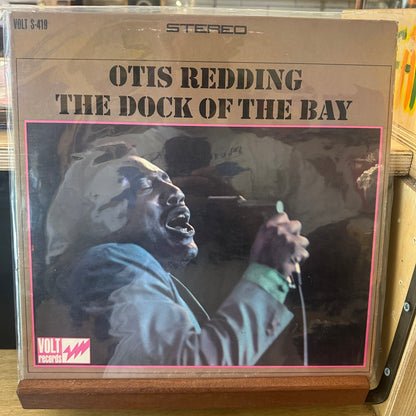 VOLT S-419
STEREO
OTIS REDDING
THE DOCK OF THE BAY
VOLT
records